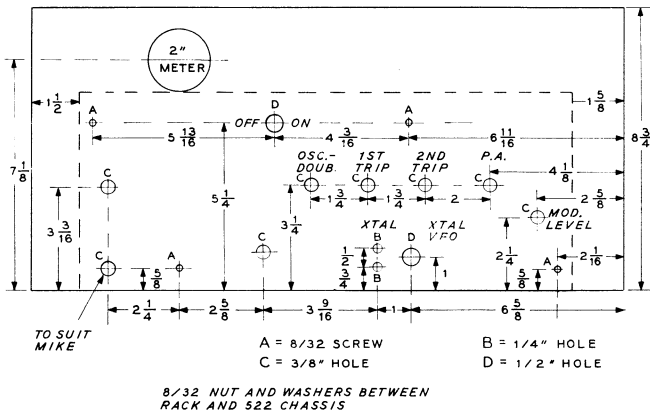 2"
METER
1 1/2
A
D
A
1 5/8
OFF ON
5 13/16
4 3/16
6 11/16
8 3/4
7 1/8
OSC.- 1ST 2ND P.A.
DOUB. TRIP TRIP
4 1/8
C
C
C
C
C
5 1/4
1 3/4
1 3/4
2
2 5/8
3 3/16
3 1/4
C
MOD.
LEVEL
XTAL
XTAL
VFO
B
D
C
1/2
B
2 1/4
2 1/16
C
5/8
A
3/4
1
5/8
A
2 1/4
2 5/8
3 9/16
1
6 5/8
TO SUIT
MIKE
A = 8/32 SCREW
B = 1/4" HOLE
C = 3/8" HOLE
D = 1/2" HOLE
8/32 NUT AND WASHERS BETWEEN
RACK AND 522 CHASSIS